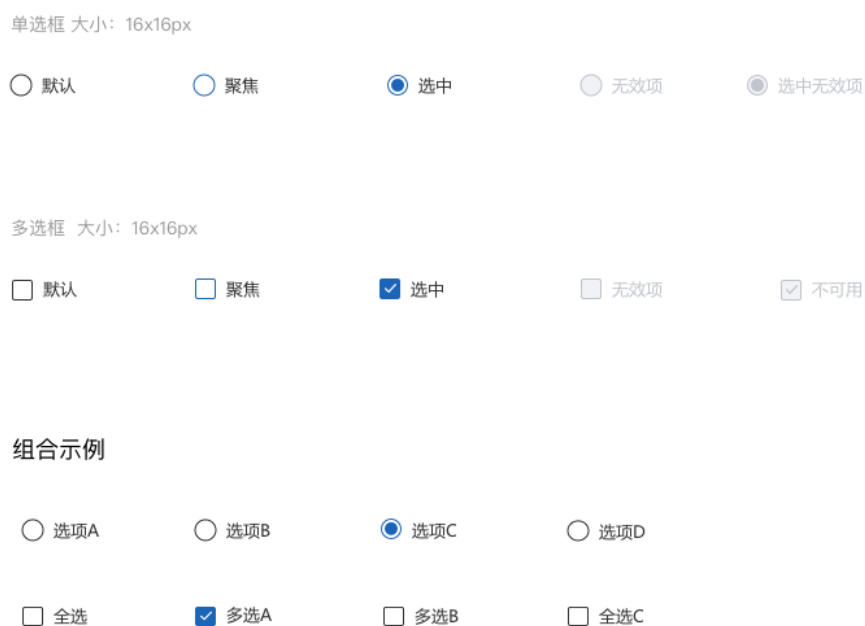 单选框 大小：16x16px
默认 聚焦 选中 无效项 选中无效项
多选框 大小：16x16px
默认 聚焦 选中 无效项 不可用
组合示例
选项A 选项B 选项C 选项D
全选 多选A 多选B 全选C